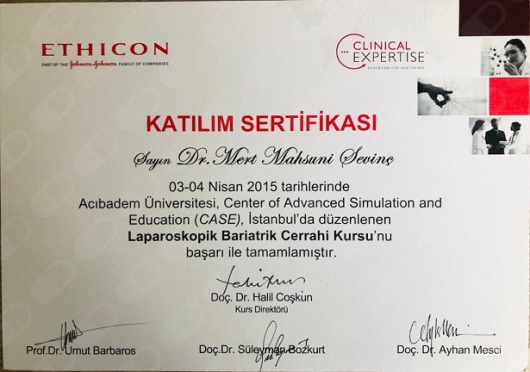 ETHICON
PART OF THE Johnson&Johnson FAMILY OF COMPANIES
CLINICAL
EXPERTISE
EDUCATION FOR HEALTHCARE
KATILIM SERTİFİKASI
Sayın Dr. Mert Mahsuni Sevinç
03-04 Nisan 2015 tarihlerinde
Acıbadem Üniversitesi, Center of Advanced Simulation and
Education (CASE), İstanbul'da düzenlenen
Laparoskopik Bariatrik Cerrahi Kursu'nu
başarı ile tamamlamıştır.
Doç. Dr. Halil Coşkun
Kurs Direktörü
Prof.Dr. Umut Barbaros
Doç.Dr. Süleyman Bozkurt
Doç. Dr. Ayhan Mesci